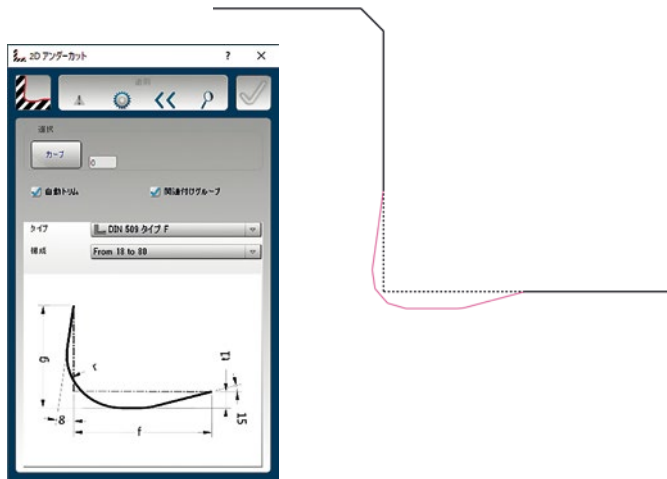 2D アンダーカット
?
×
選択
カーブ
0
自動トリム
関連付けグループ
タイプ
DIN 509 タイプ F
構成
From 18 to 80
g
r
t1
8
15
f